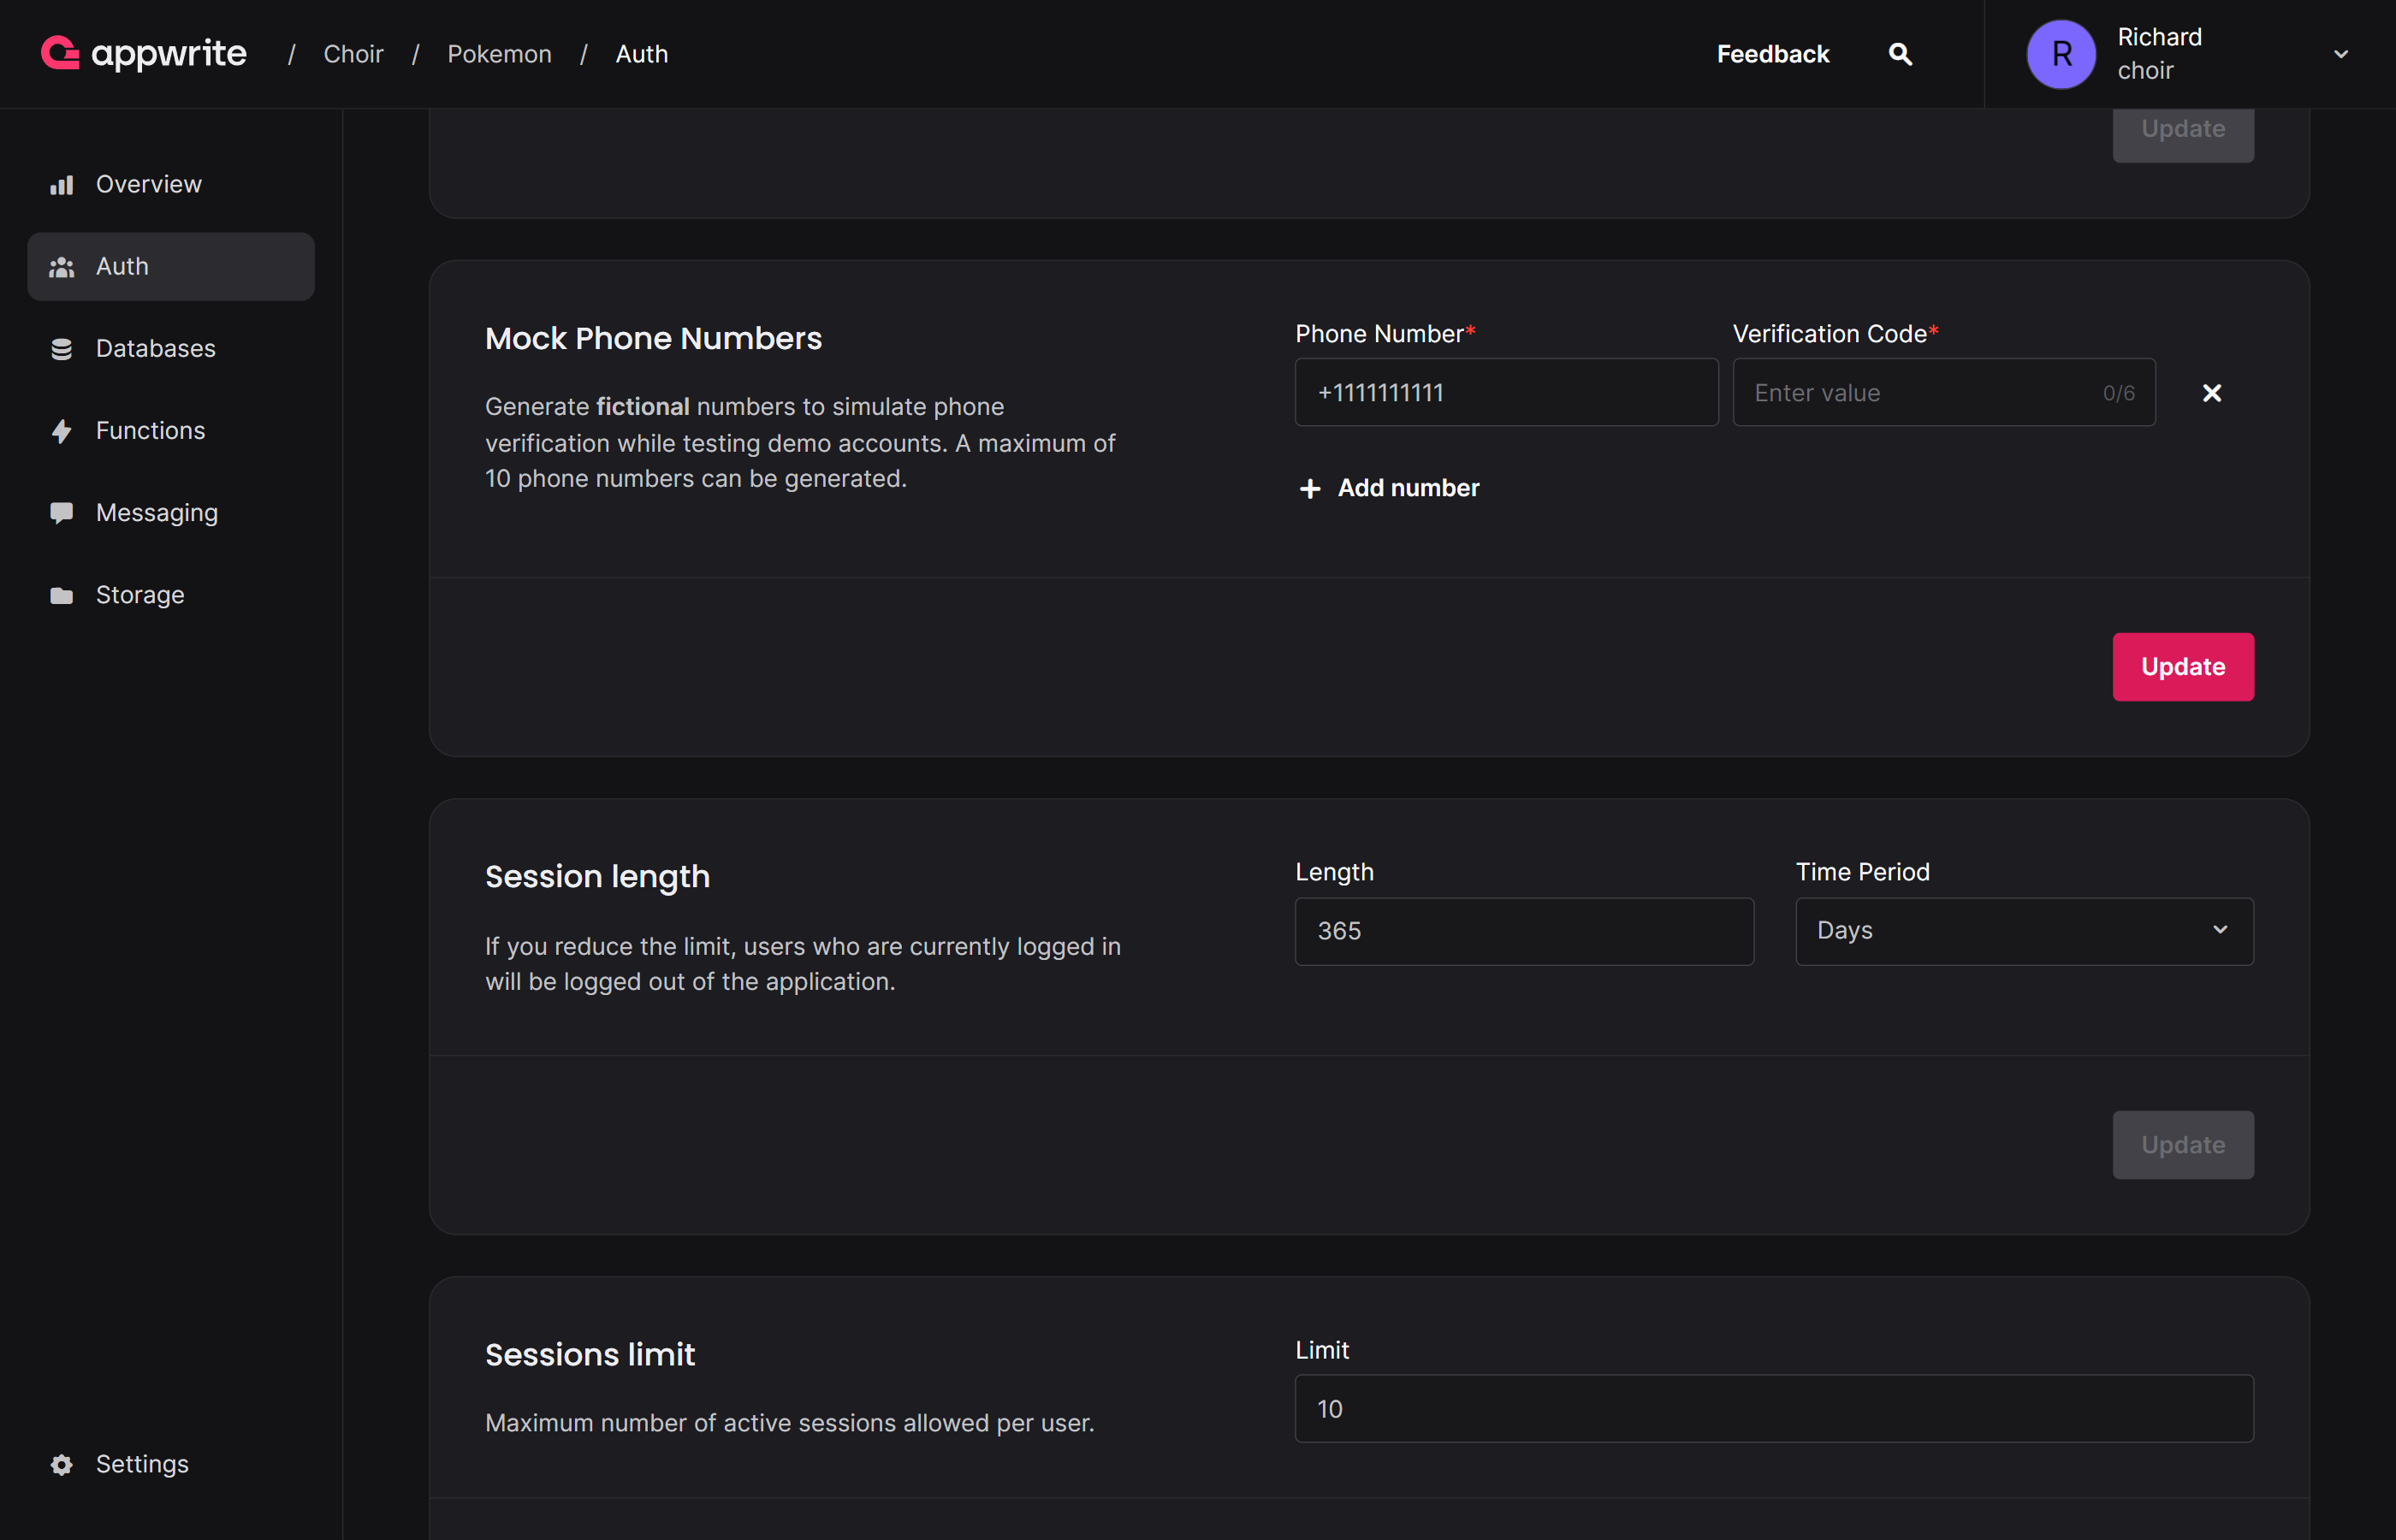 appwrite / Choir / Pokemon / Auth
Feedback
R
Richard
choir
Overview
Auth
Databases
Functions
Messaging
Storage
Settings
Update
Mock Phone Numbers
Generate fictional numbers to simulate phone
verification while testing demo accounts. A maximum of
10 phone numbers can be generated.
Phone Number* Verification Code*
+1111111111 Enter value 0/6
Add number
Update
Session length
If you reduce the limit, users who are currently logged in
will be logged out of the application.
Length Time Period
365 Days
Update
Sessions limit
Maximum number of active sessions allowed per user.
Limit
10